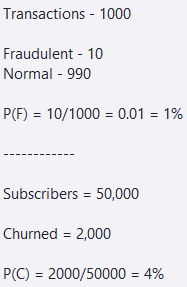 Transactions - 1000
Fraudulent - 10
Normal - 990
P(F) = 10/1000 = 0.01 = 1%
------------
Subscribers = 50,000
Churned = 2,000
P(C) = 2000/50000 = 4%